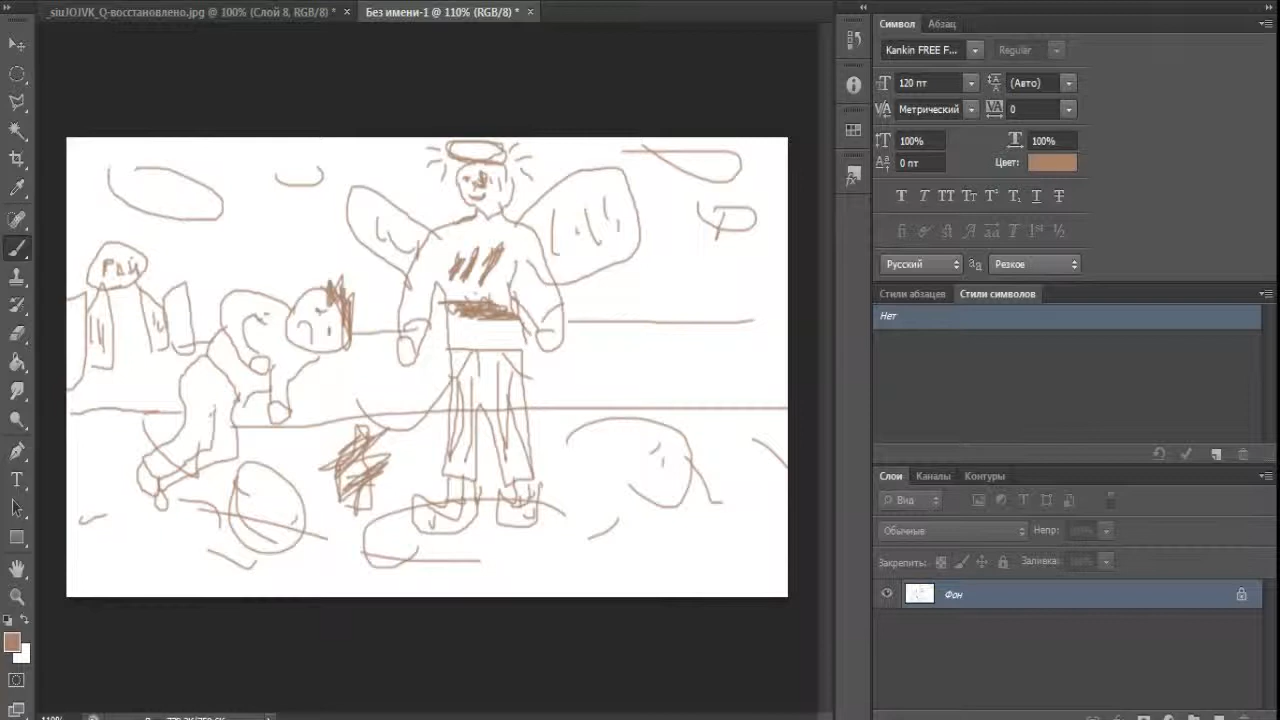 _siuJOJVK_Q-восстановлено.jpg @ 100% (Слой 8, RGB/8) * ×
Без имени-1 @ 110% (RGB/8) * ×
Символ Абзац
Kankin FREE F... Regular
120 пт (Авто)
Метрический 0
100% 100%
0 пт Цвет:
Русский aа Резкое
Стили абзацев Стили символов
Нет
РАЙ
Слои Каналы Контуры
Вид
Обычные Непр:
Закрепить: Заливка:
Фон